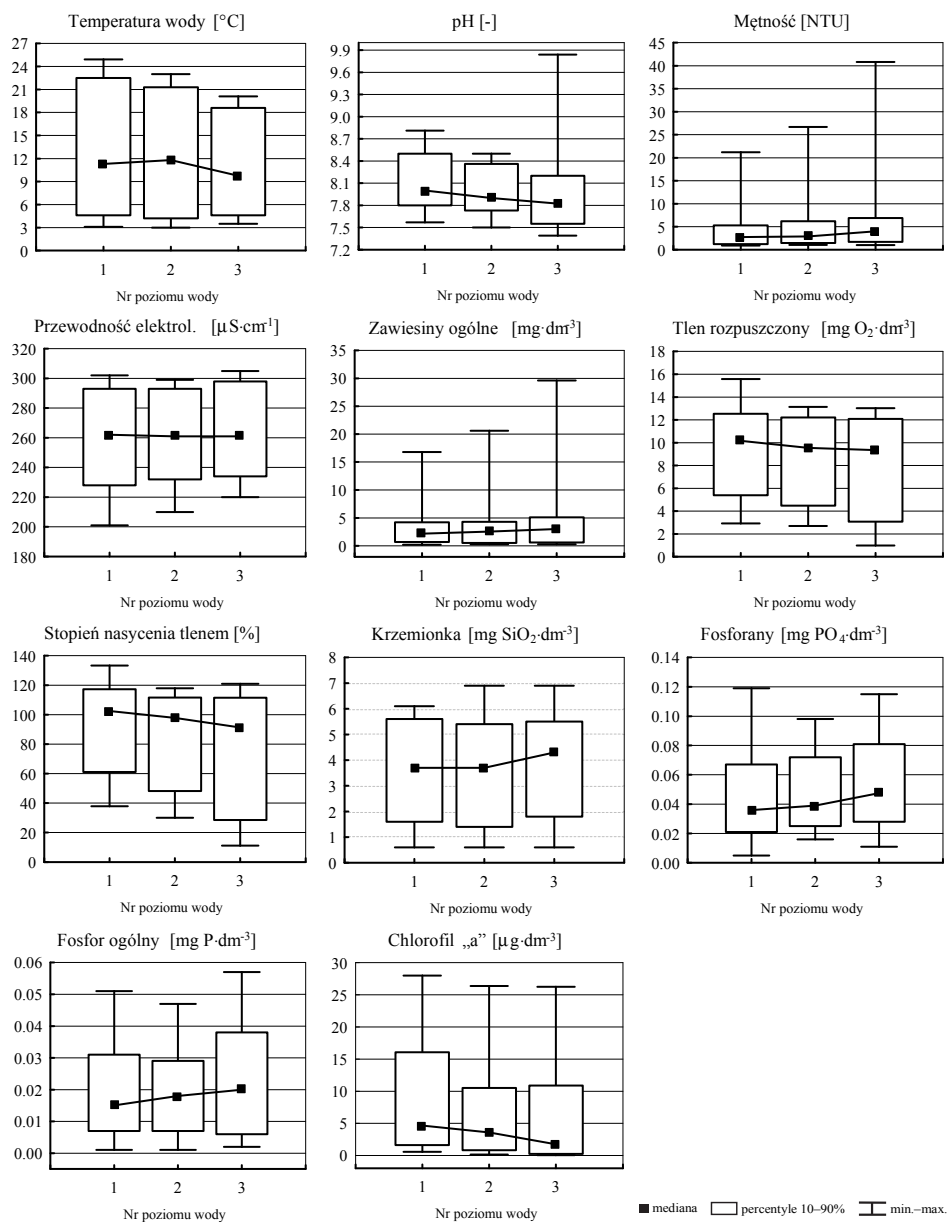 Temperatura wody [°C]
27
24
21
18
15
12
9
6
3
0
1 2 3
Nr poziomu wody
pH [-]
9.9
9.6
9.3
9.0
8.7
8.4
8.1
7.8
7.5
7.2
1 2 3
Nr poziomu wody
Mętność [NTU]
45
40
35
30
25
20
15
10
5
0
1 2 3
Nr poziomu wody
Przewodność elektrol. [µS·cm-1]
320
300
280
260
240
220
200
180
1 2 3
Nr poziomu wody
Zawiesiny ogólne [mg·dm-3]
35
30
25
20
15
10
5
0
1 2 3
Nr poziomu wody
Tlen rozpuszczony [mg O2·dm-3]
18
16
14
12
10
8
6
4
2
0
1 2 3
Nr poziomu wody
Stopień nasycenia tlenem [%]
140
120
100
80
60
40
20
0
1 2 3
Nr poziomu wody
Krzemionka [mg SiO2·dm-3]
8
7
6
5
4
3
2
1
0
1 2 3
Nr poziomu wody
Fosforany [mg PO4·dm-3]
0.14
0.12
0.10
0.08
0.06
0.04
0.02
0.00
1 2 3
Nr poziomu wody
Fosfor ogólny [mg P·dm-3]
0.06
0.05
0.04
0.03
0.02
0.01
0.00
1 2 3
Nr poziomu wody
Chlorofil „a” [µg·dm-3]
30
25
20
15
10
5
0
1 2 3
Nr poziomu wody
mediana percentyle 10–90% min.–max.